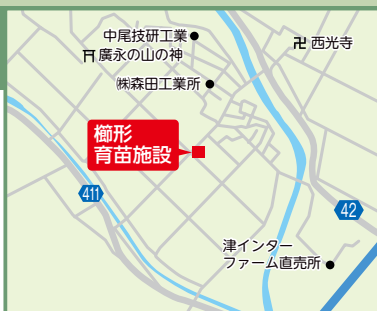 中尾技研工業
西光寺
廣永の山の神
㈱森田工業所
櫛形
育苗施設
411
42
津インター
ファーム直売所